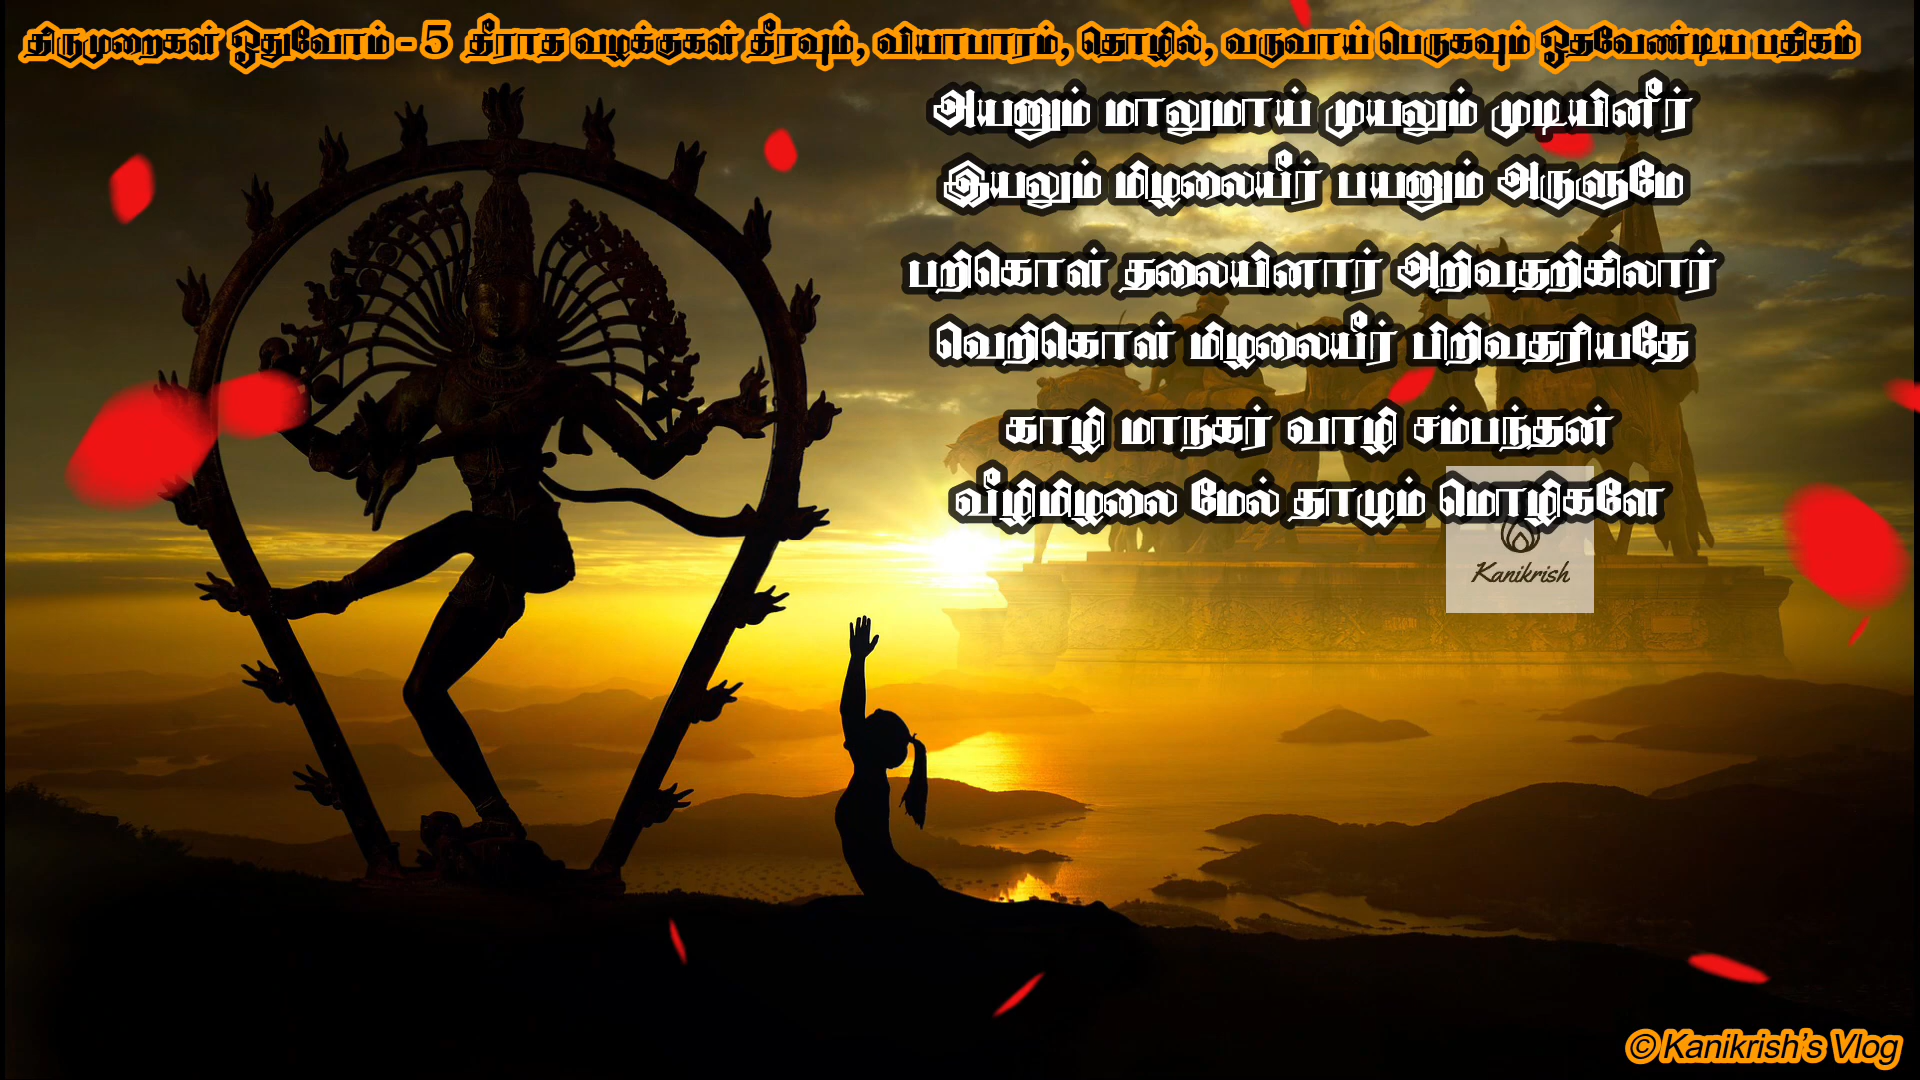 திருமுறைகள் ஓதுவோம் - 5 தீராத வழக்குகள் தீரவும், வியாபாரம், தொழில், வருவாய் பெருகவும் ஓதவேண்டிய பதிகம்
அயனும் மாலுமாய் முயலும் முடியினீர்
இயலும் மிழலையீர் பயனும் அருளுமே
பறிகொள் தலையினார் அறிவதறிகிலார்
வெறிகொள் மிழலையீர் பிறிவதரியதே
காழி மாநகர் வாழி சம்பந்தன்
வீழிமிழலை மேல் தாழும் மொழிகளே
Kanikrish
©Kanikrish's Vlog